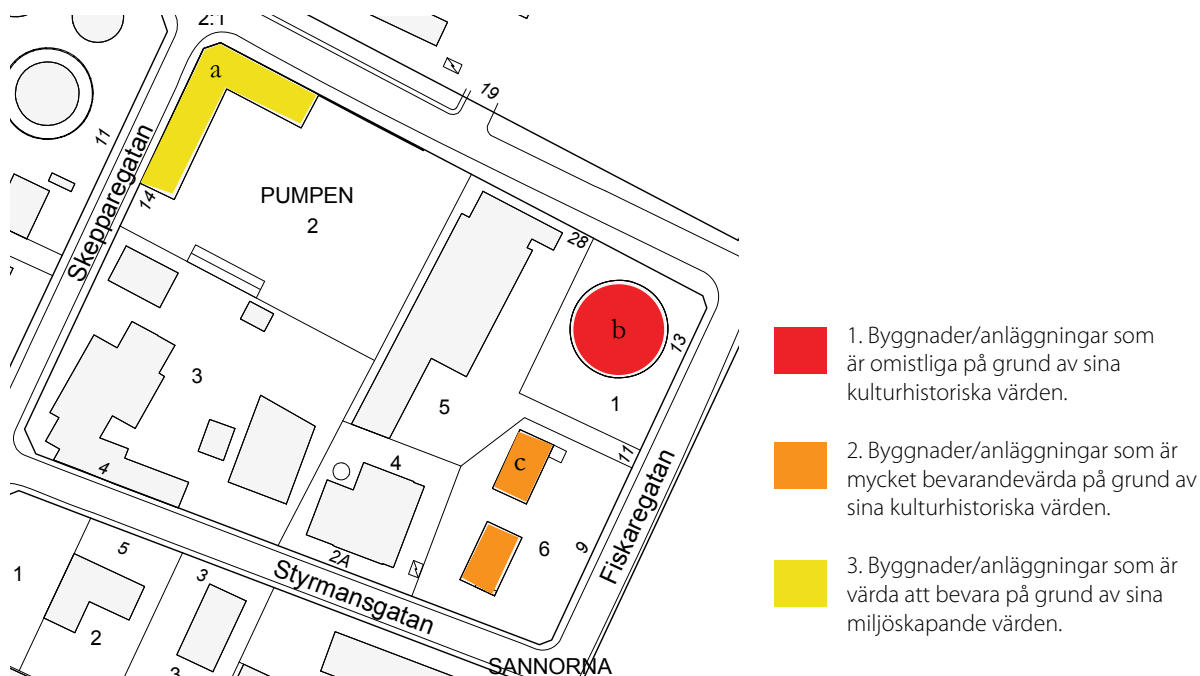 2:1
a
19
11
Skepparegatan
14
PUMPEN
2
28
b
13
3
1
5
11
c
4
4
6
9
Fiskaregatan
2A
Styrmansgatan
5
3
1
2
3
SANNORNA
1. Byggnader/anläggningar som
är omistliga på grund av sina
kulturhistoriska värden.
2. Byggnader/anläggningar som är
mycket bevarandevärda på grund av
sina kulturhistoriska värden.
3. Byggnader/anläggningar som är
värda att bevara på grund av sina
miljöskapande värden.